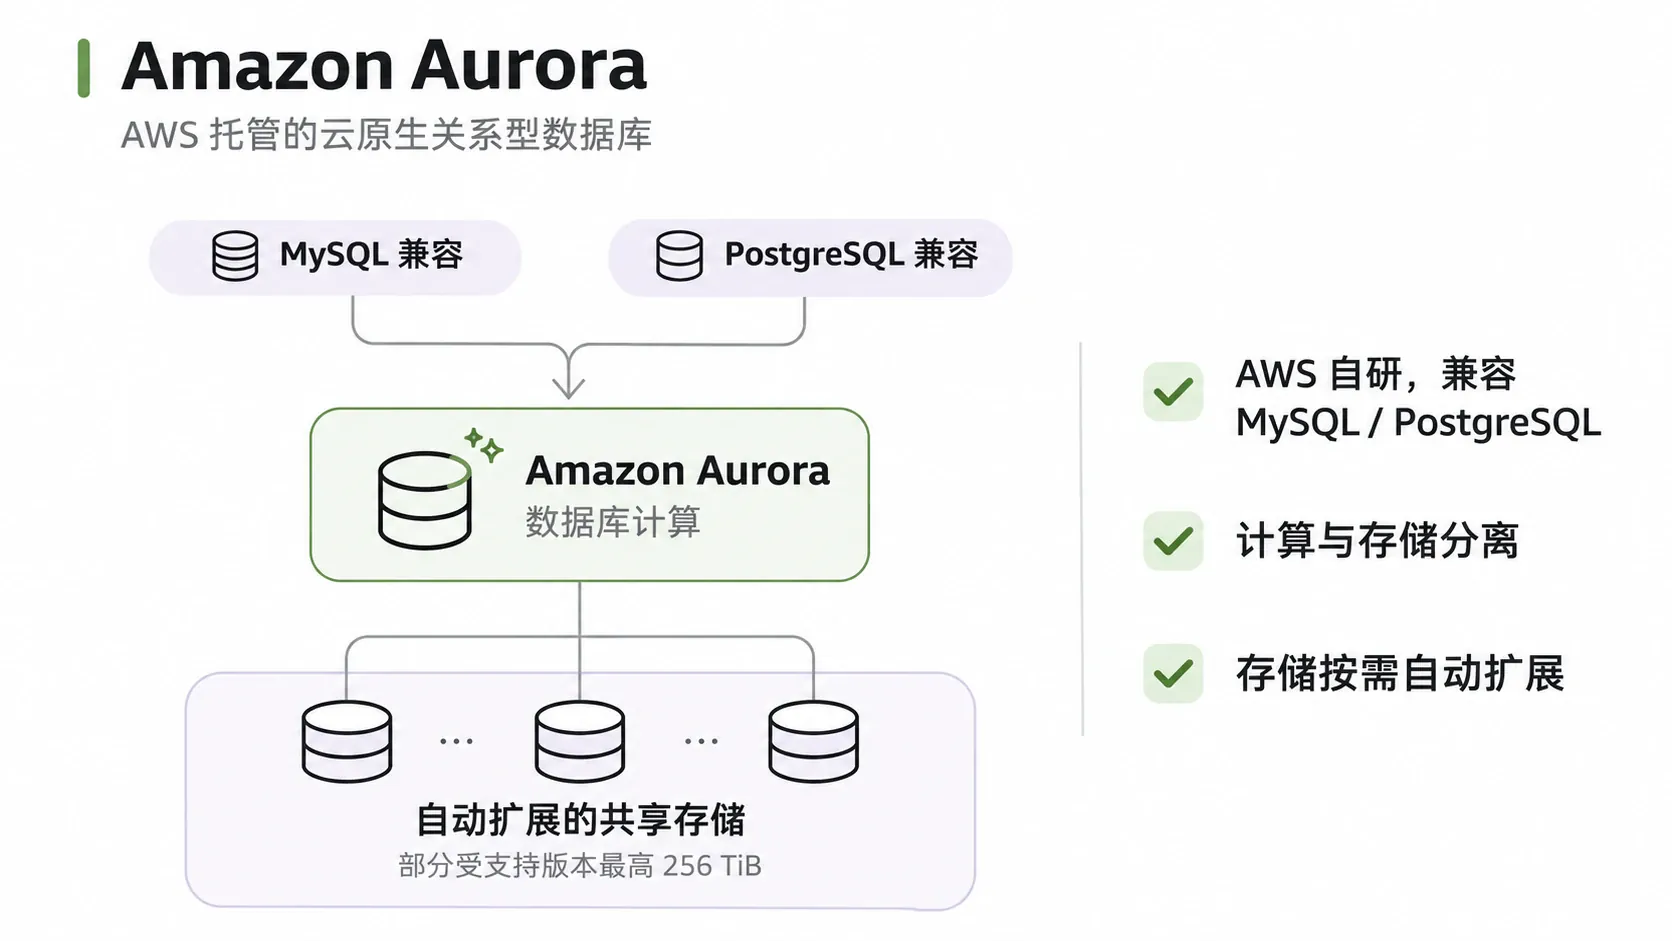 Amazon Aurora
AWS 托管的云原生关系型数据库
MySQL 兼容
PostgreSQL 兼容
Amazon Aurora
数据库计算
自动扩展的共享存储
部分受支持版本最高 256 TiB
AWS 自研，兼容
MySQL / PostgreSQL
计算与存储分离
存储按需自动扩展